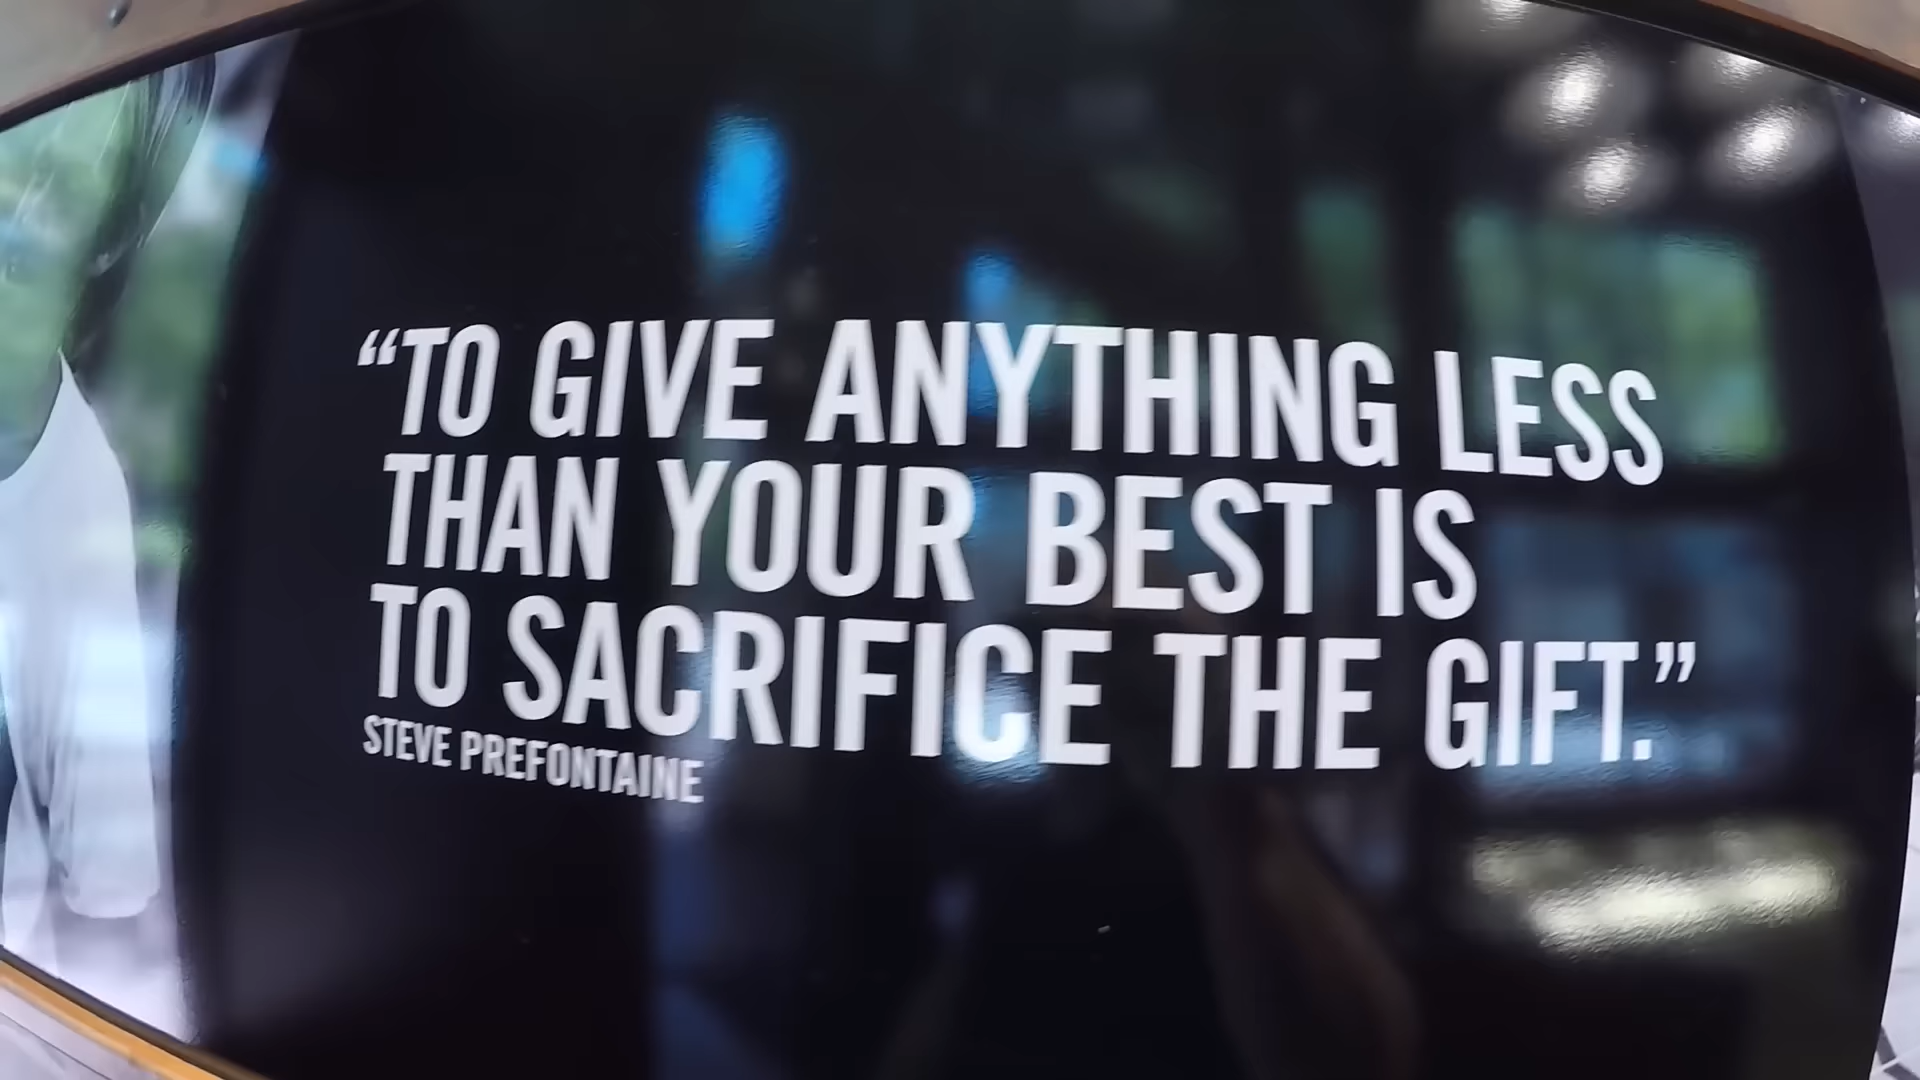 “TO GIVE ANYTHING LESS
THAN YOUR BEST IS
TO SACRIFICE THE GIFT.”
STEVE PREFONTAINE